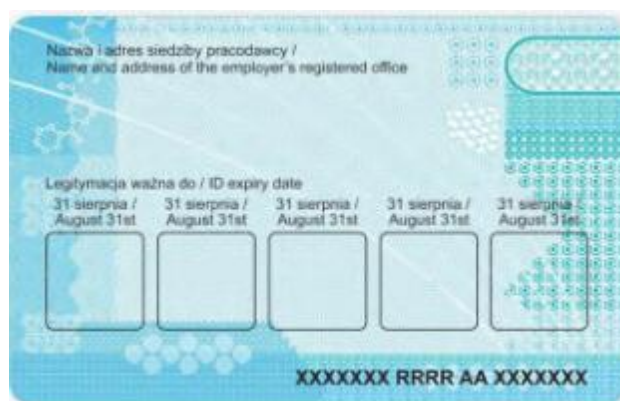 Nazwa i adres siedziby pracodawcy /
Name and address of the employer's registered office
Legitymacja ważna do / ID expiry date
31 sierpnia / 31 sierpnia / 31 sierpnia / 31 sierpnia / 31 sierpnia /
August 31st August 31st August 31st August 31st August 31st
XXXXXXX RRRR AA XXXXXXX